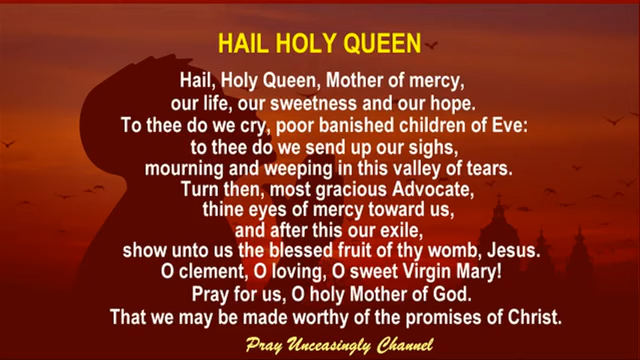 HAIL HOLY QUEEN
Hail, Holy Queen, Mother of mercy,
our life, our sweetness and our hope.
To thee do we cry, poor banished children of Eve:
to thee do we send up our sighs,
mourning and weeping in this valley of tears.
Turn then, most gracious Advocate,
thine eyes of mercy toward us,
and after this our exile,
show unto us the blessed fruit of thy womb, Jesus.
O clement, O loving, O sweet Virgin Mary!
Pray for us, O holy Mother of God.
That we may be made worthy of the promises of Christ.
Pray Unceasingly Channel